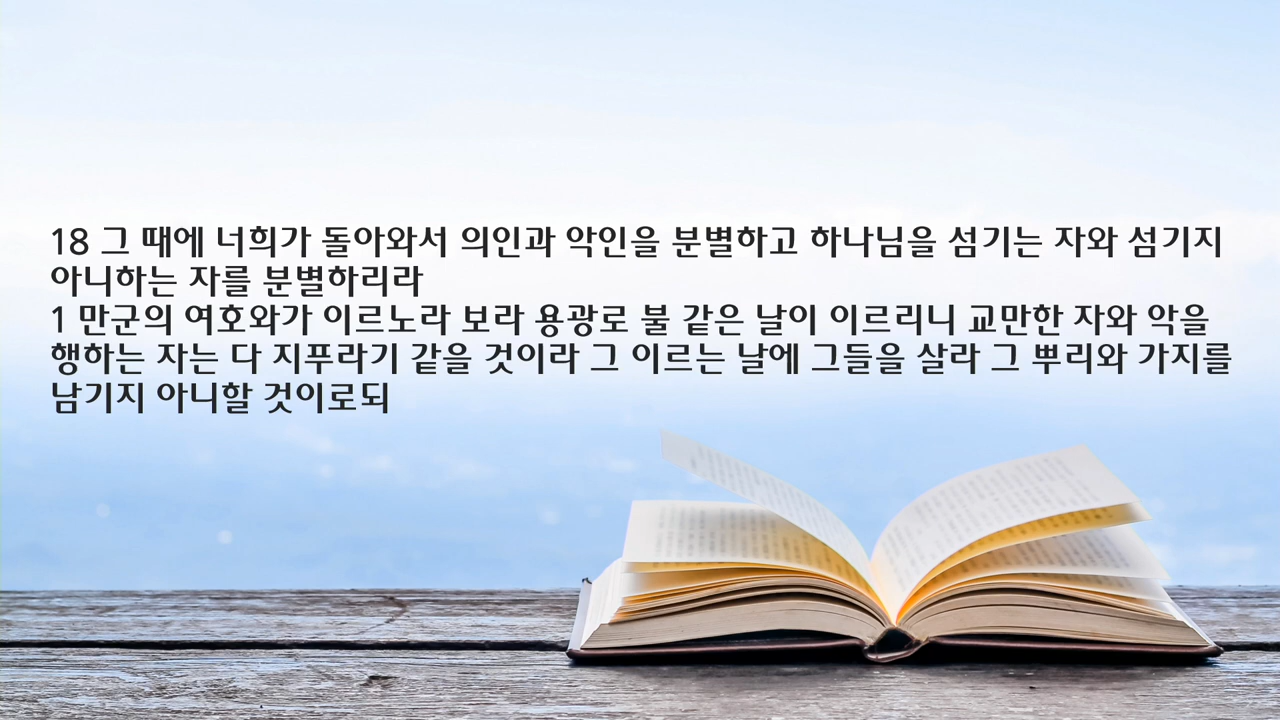 18 그 때에 너희가 돌아와서 의인과 악인을 분별하고 하나님을 섬기는 자와 섬기지
아니하는 자를 분별하리라
1 만군의 여호와가 이르노라 보라 용광로 불 같은 날이 이르리니 교만한 자와 악을
행하는 자는 다 지푸라기 같을 것이라 그 이르는 날에 그들을 살라 그 뿌리와 가지를
남기지 아니할 것이로되